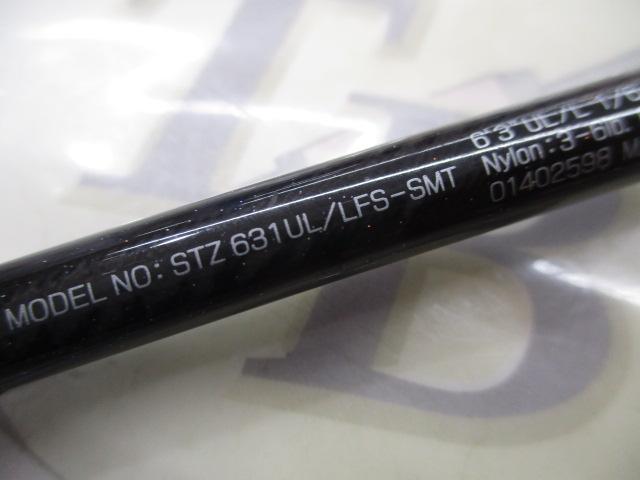 MODEL NO: STZ 631UL/LFS-SMT
6'3" UL/L
Nylon: 3-6lb.
01402598